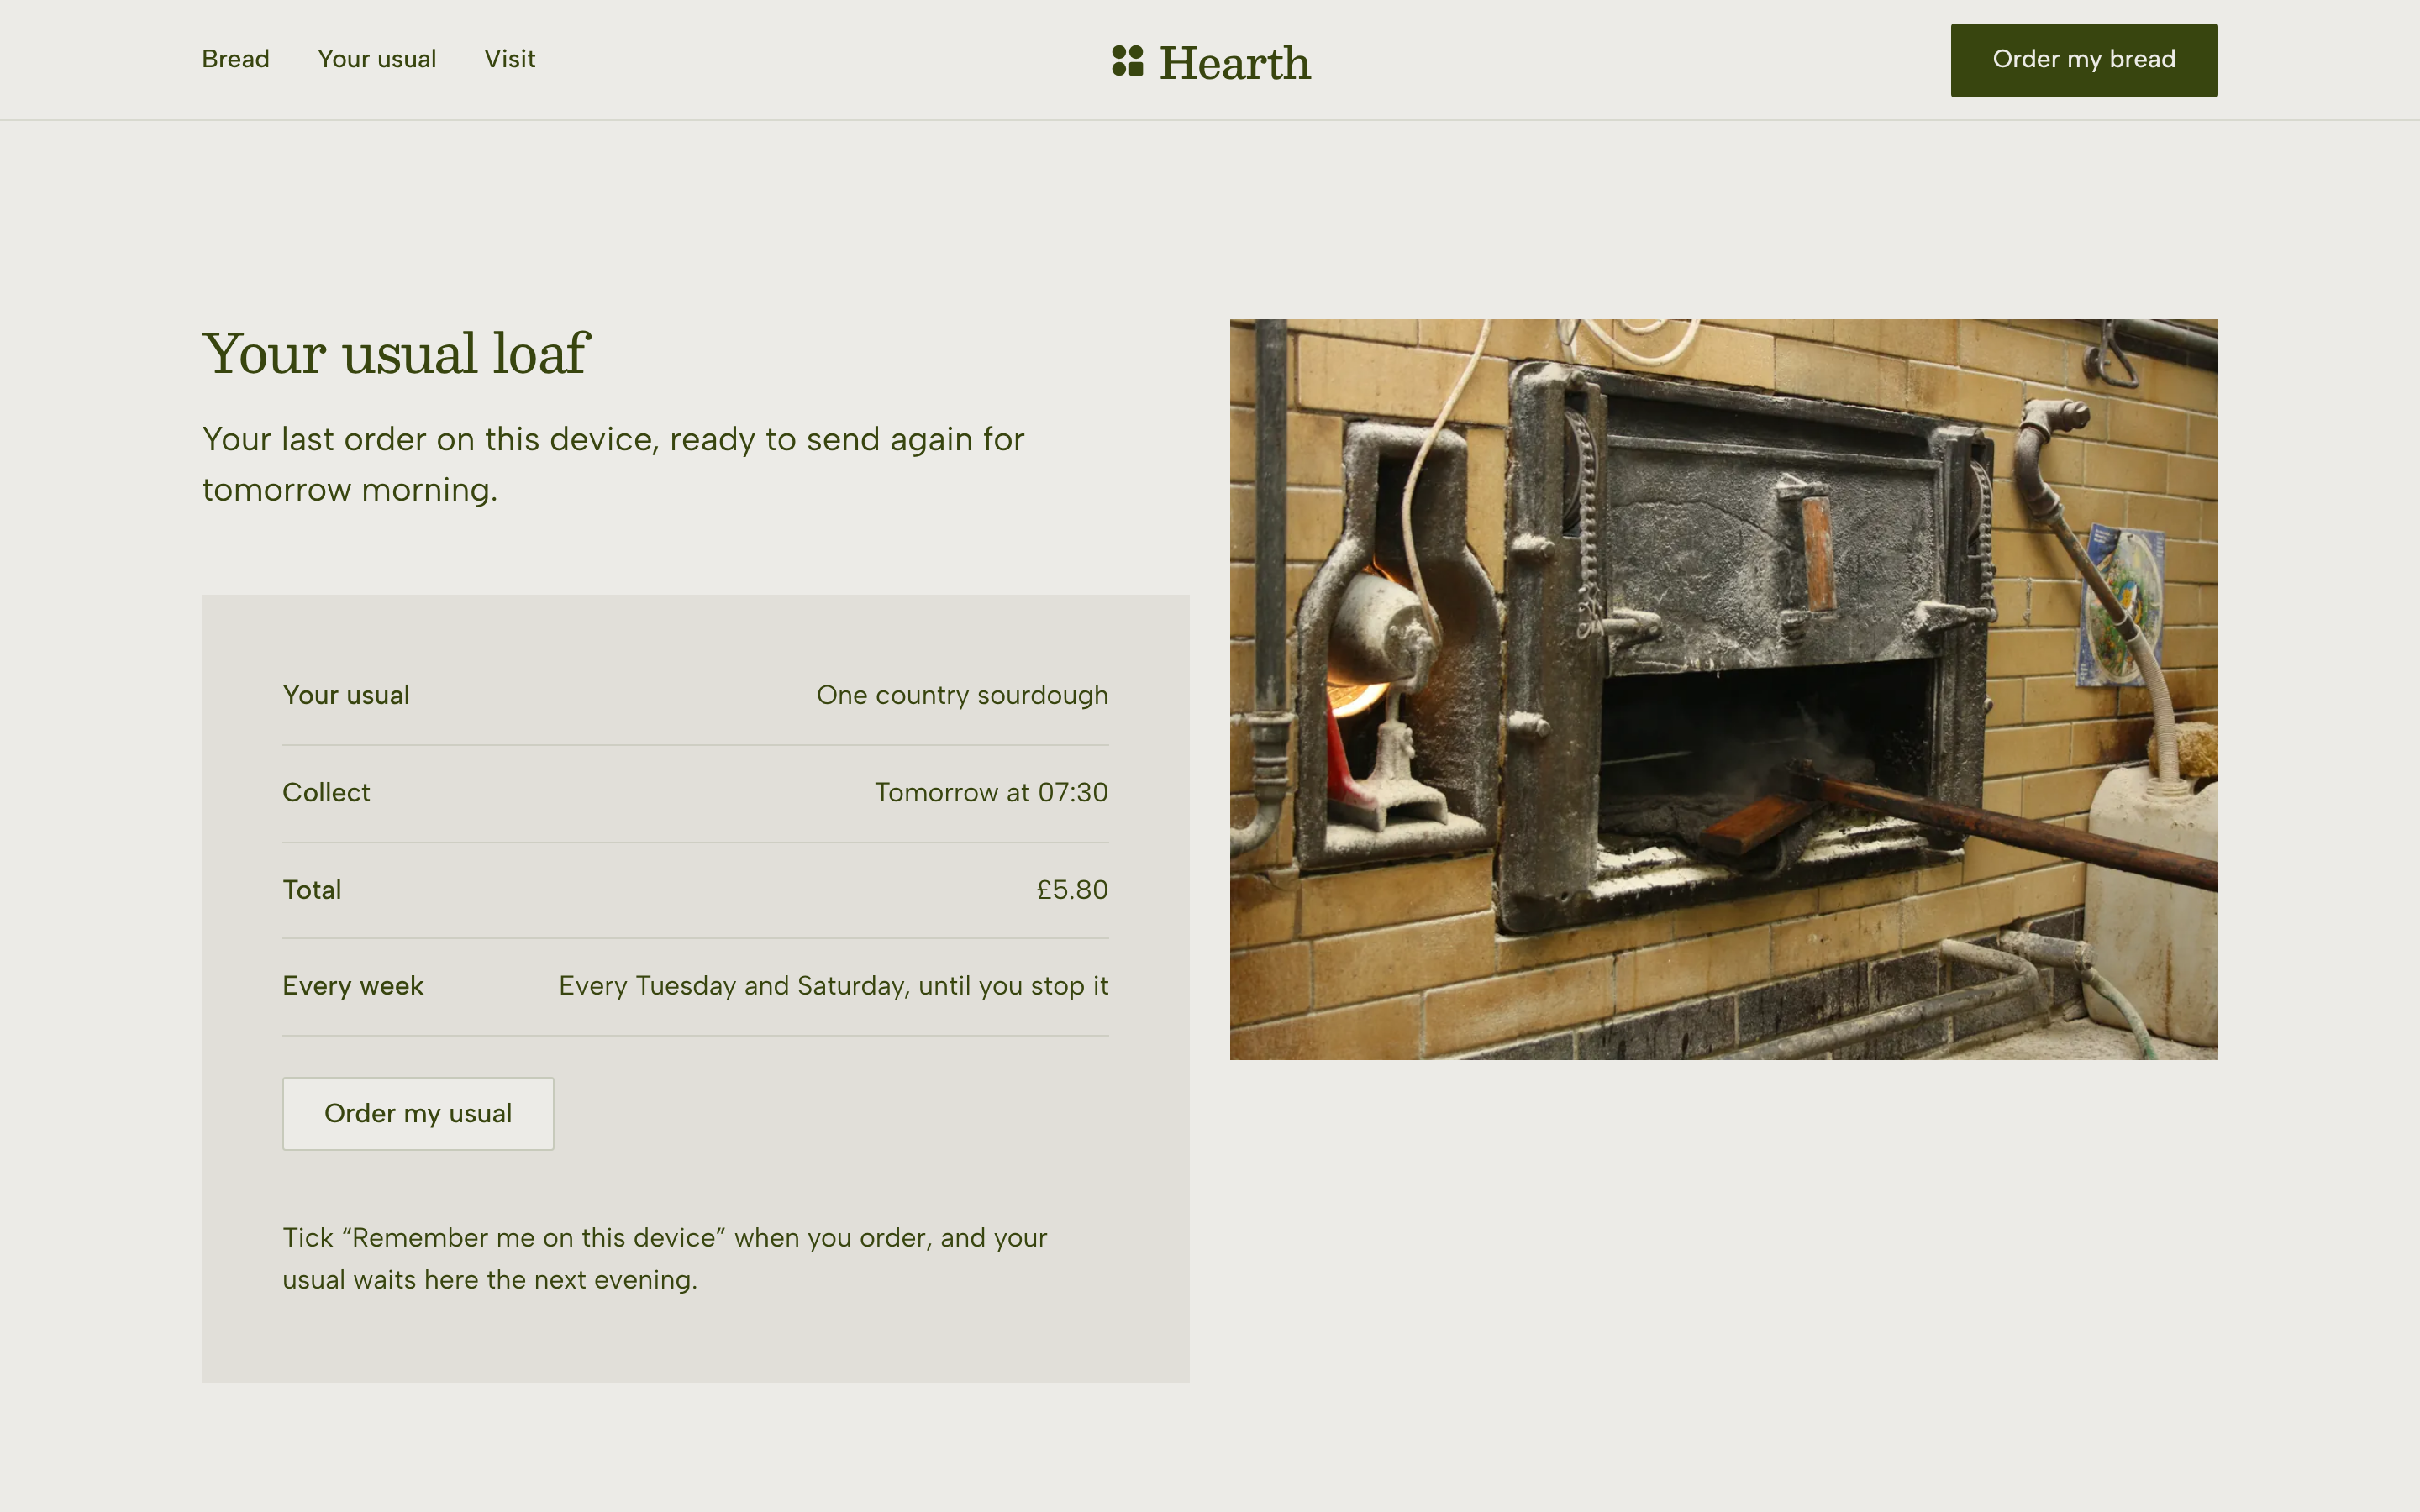 Bread
Your usual
Visit
Hearth
Order my bread
Your usual loaf
Your last order on this device, ready to send again for
tomorrow morning.
Your usual
One country sourdough
Collect
Tomorrow at 07:30
Total
£5.80
Every week
Every Tuesday and Saturday, until you stop it
Order my usual
Tick “Remember me on this device” when you order, and your
usual waits here the next evening.